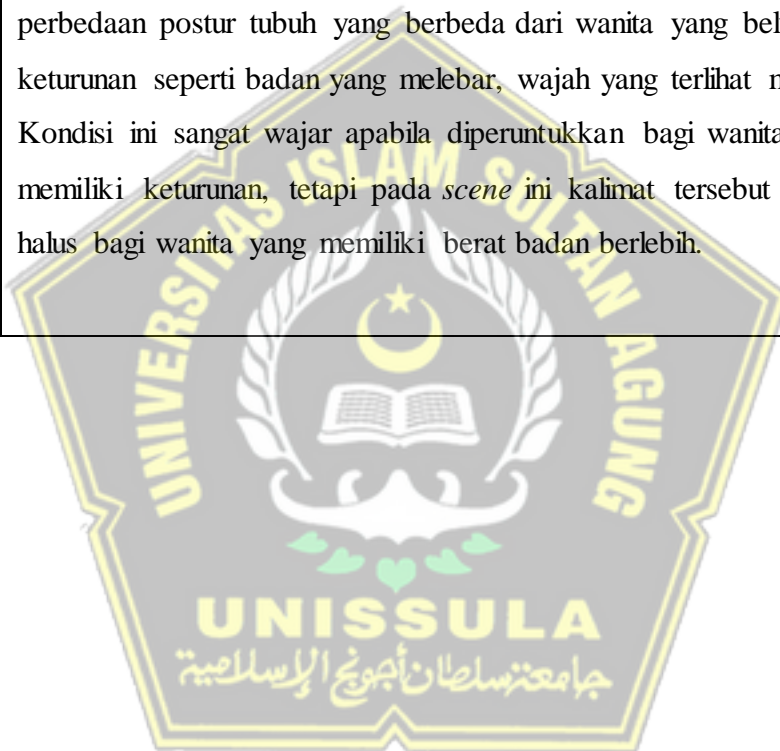 perbedaan postur tubuh yang berbeda dari wanita yang
keturunan seperti badan yang melebar, wajah yang terlihat
Kondisi ini sangat wajar apabila diperuntukkan bagi wanita
memiliki keturunan, tetapi pada scene ini kalimat tersebut
halus bagi wanita yang memiliki berat badan berlebih.
UNIVERSITAS ISLAM SULTAN AGUNG
UNISSULA
جامعة سلطان أجونج الإسلامية